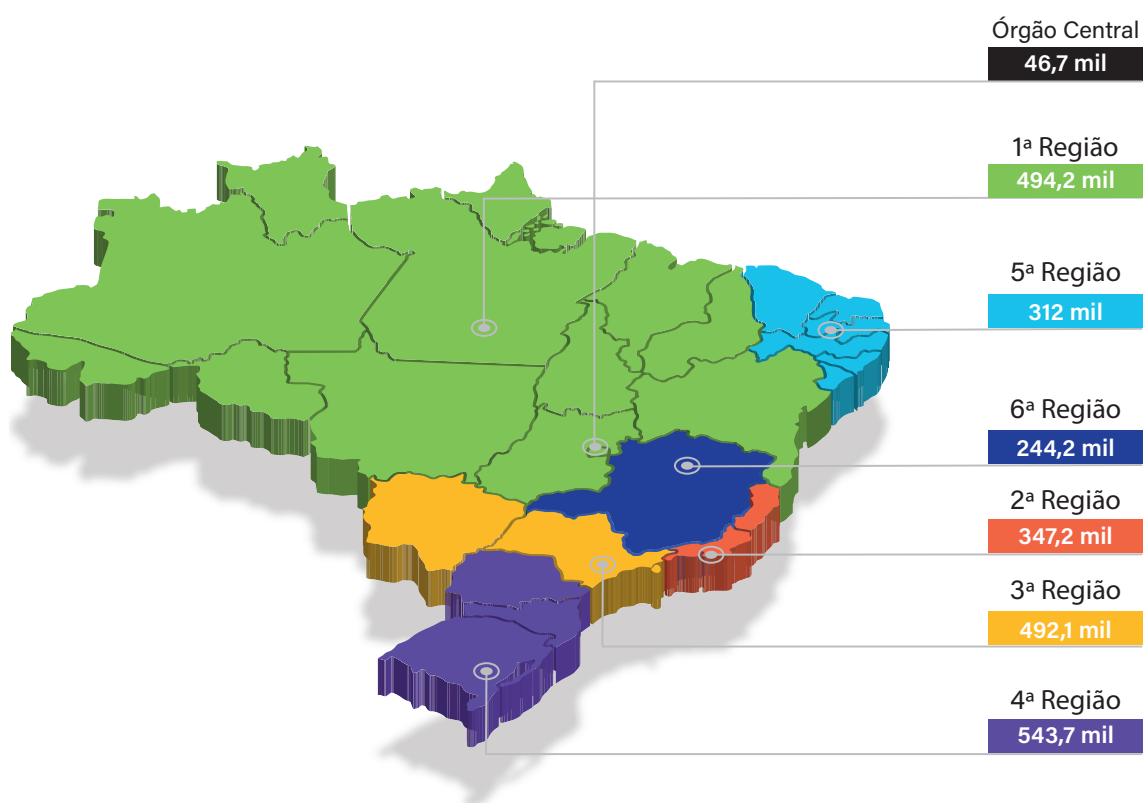 Órgão Central
46,7 mil
1ª Região
494,2 mil
5ª Região
312 mil
6ª Região
244,2 mil
2ª Região
347,2 mil
3ª Região
492,1 mil
4ª Região
543,7 mil